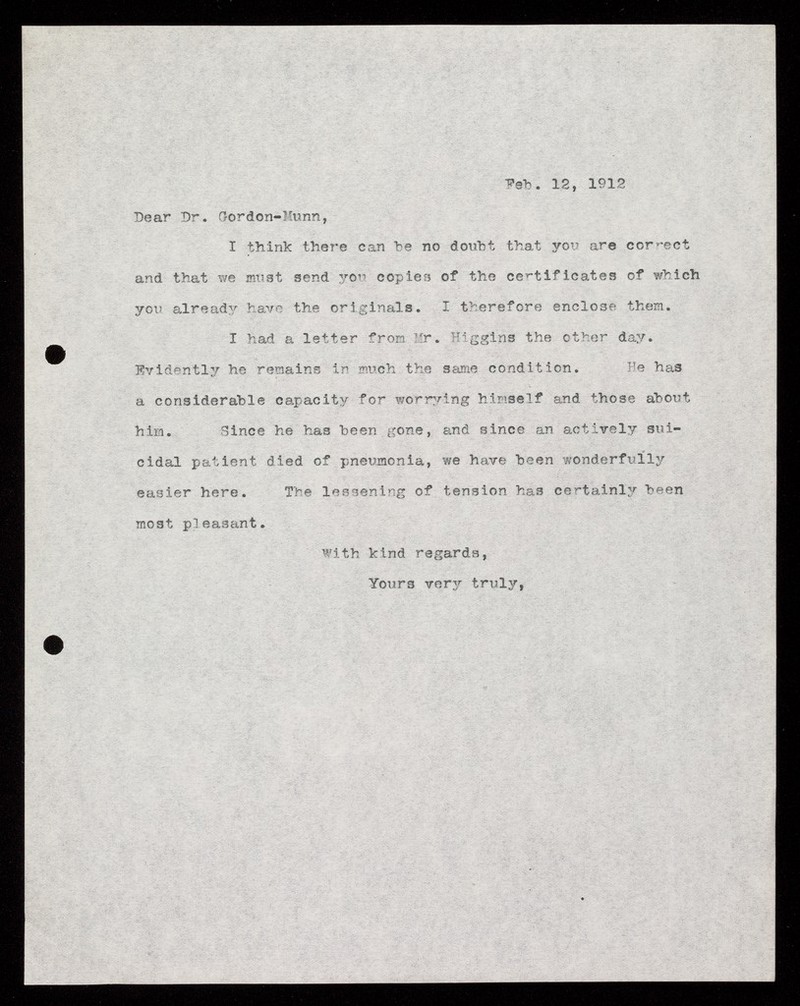 Feb. 12, 1912
Dear Dr. Gordon-Munn,
I think there can be no doubt that you are correct
and that we must send you copies of the certificates of which
you already have the originals. I therefore enclose them.
I had a letter from Mr. Higgins the other day.
Evidently he remains in much the same condition. He has
a considerable capacity for worrying himself and those about
him. Since he has been gone, and since an actively sui-
cidal patient died of pneumonia, we have been wonderfully
easier here. The lessening of tension has certainly been
most pleasant.
With kind regards,
Yours very truly,